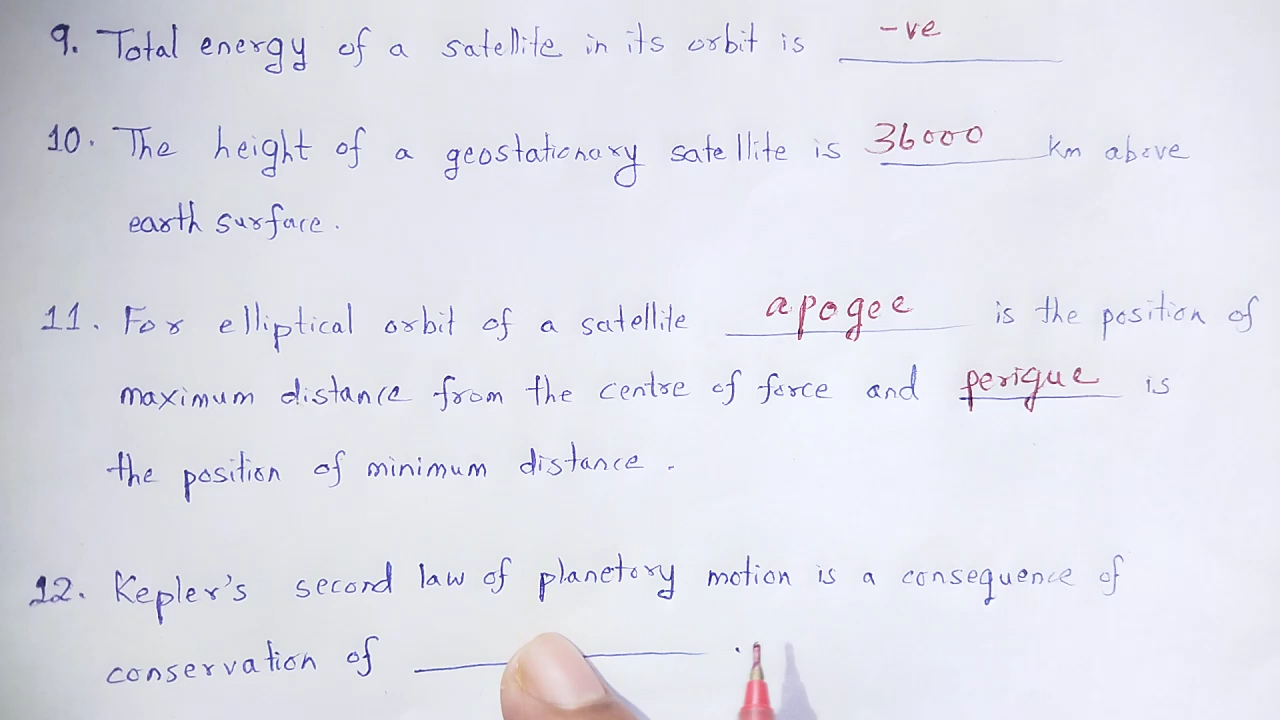 9. Total energy of a satellite in its orbit is -ve
10. The height of a geostationary satellite is 36000 km above
earth surface.
11. For elliptical orbit of a satellite apogee is the position of
maximum distance from the centre of force and perigue is
the position of minimum distance.
12. Kepler's second law of planetory motion is a consequence of
conservation of